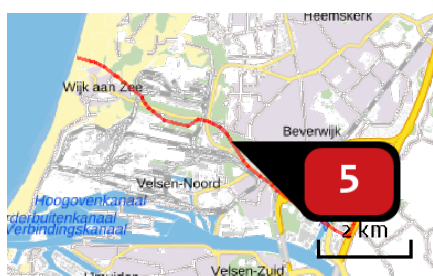 Heemskerk
Wijk aan Zee
Beverwijk
5
Velsen-Noord
Hoogovenkanaal
rderbuitenkanaal
Verbindingskanaal
2 km
Velsen-Zuid